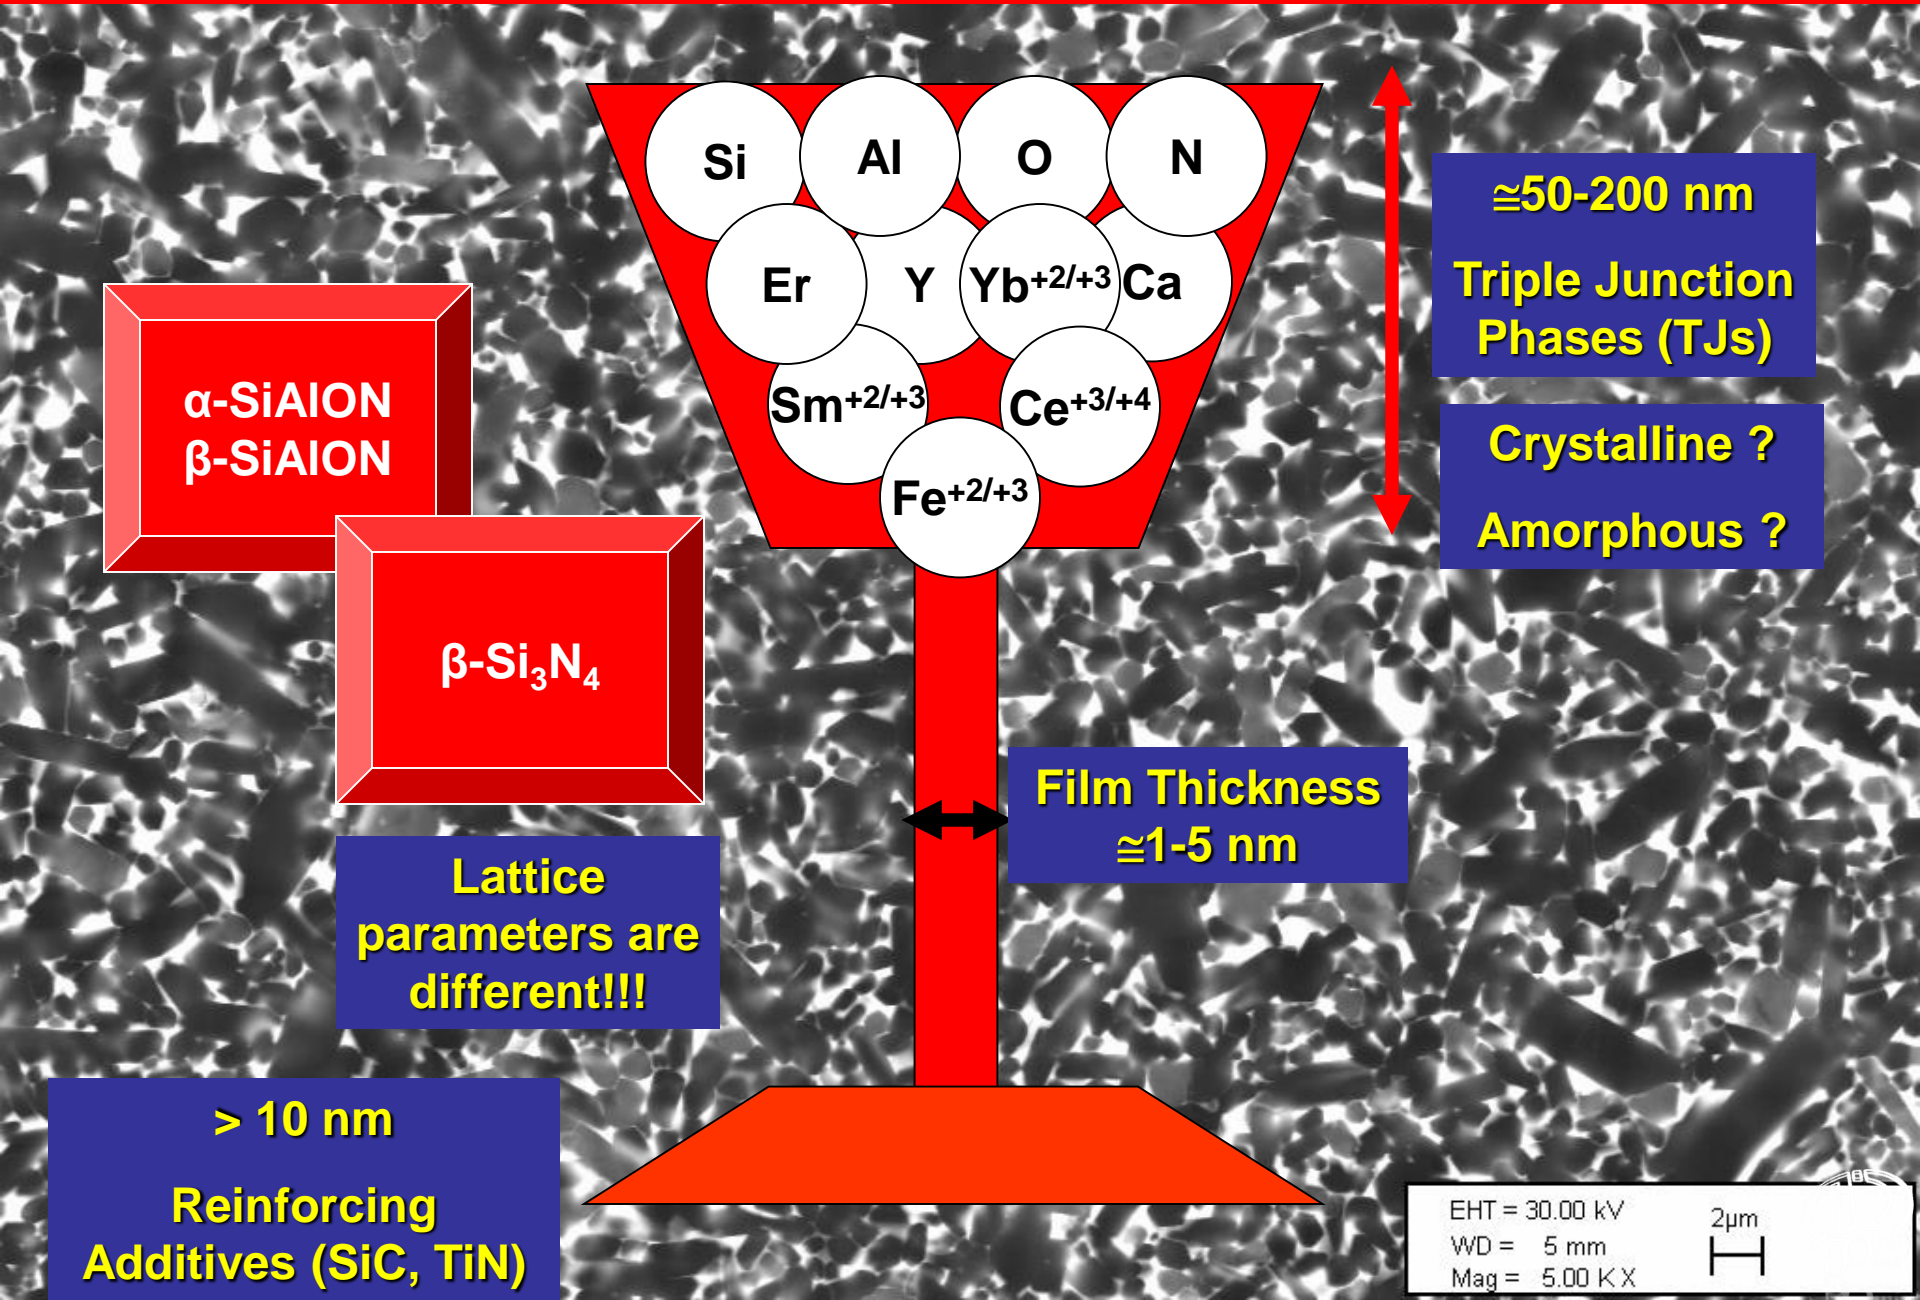 Si Al O N
Er Y Yb⁺²/⁺³ Ca
Sm⁺²/⁺³ Ce⁺³/⁺⁴
Fe⁺²/⁺³
≅50-200 nm
Triple Junction
Phases (TJs)
Crystalline ?
Amorphous ?
α-SiAlON
β-SiAlON
β-Si₃N₄
Lattice
parameters are
different!!!
Film Thickness
≅1-5 nm
> 10 nm
Reinforcing
Additives (SiC, TiN)
EHT = 30.00 kV
WD = 5 mm
Mag = 5.00 K X
2µm